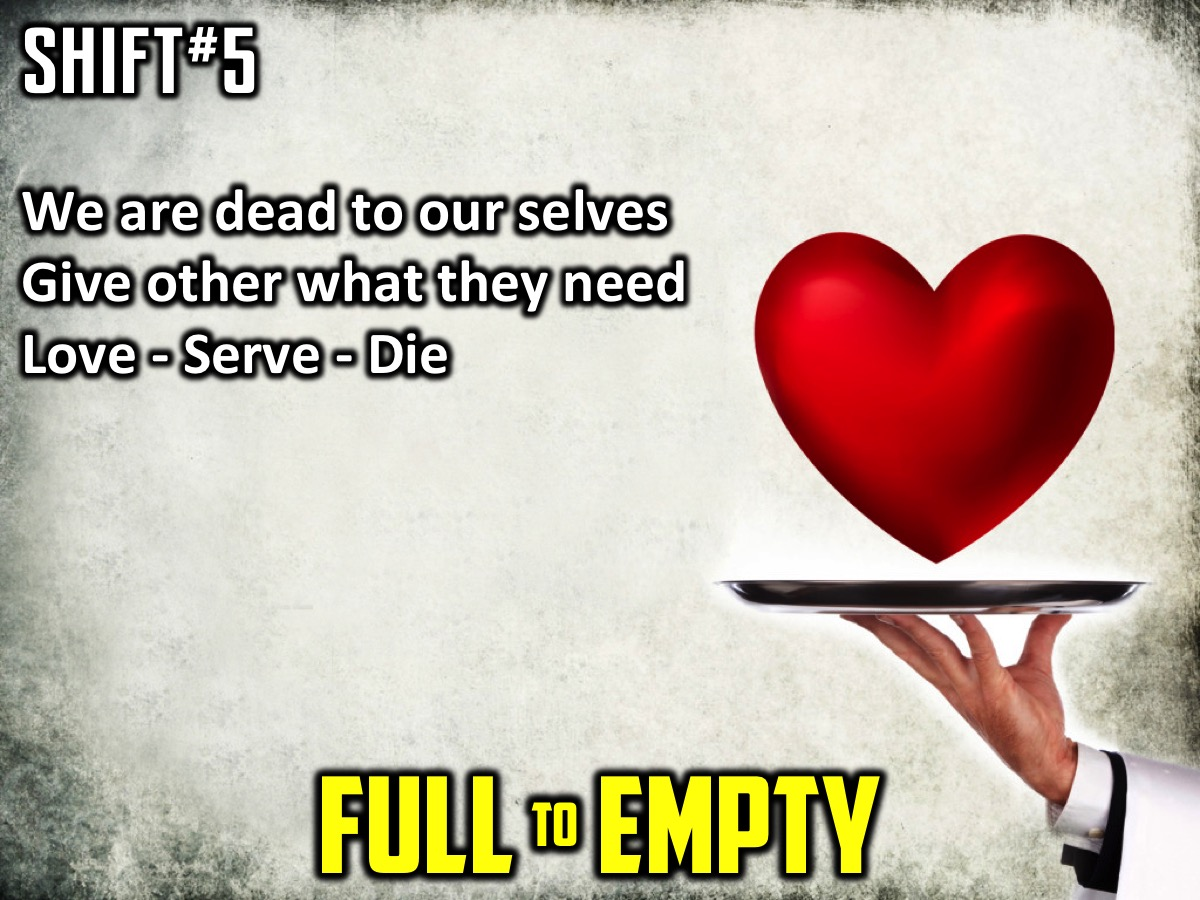 SHIFT#5
We are dead to our selves
Give other what they need
Love - Serve - Die
FULL TO EMPTY